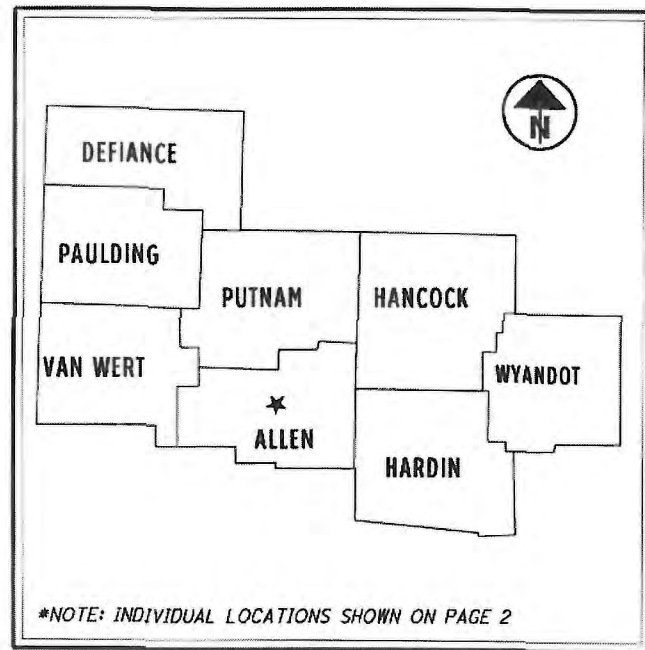 N
DEFIANCE
PAULDING
PUTNAM
HANCOCK
VAN WERT
WYANDOT
ALLEN
HARDIN
*NOTE: INDIVIDUAL LOCATIONS SHOWN ON PAGE 2